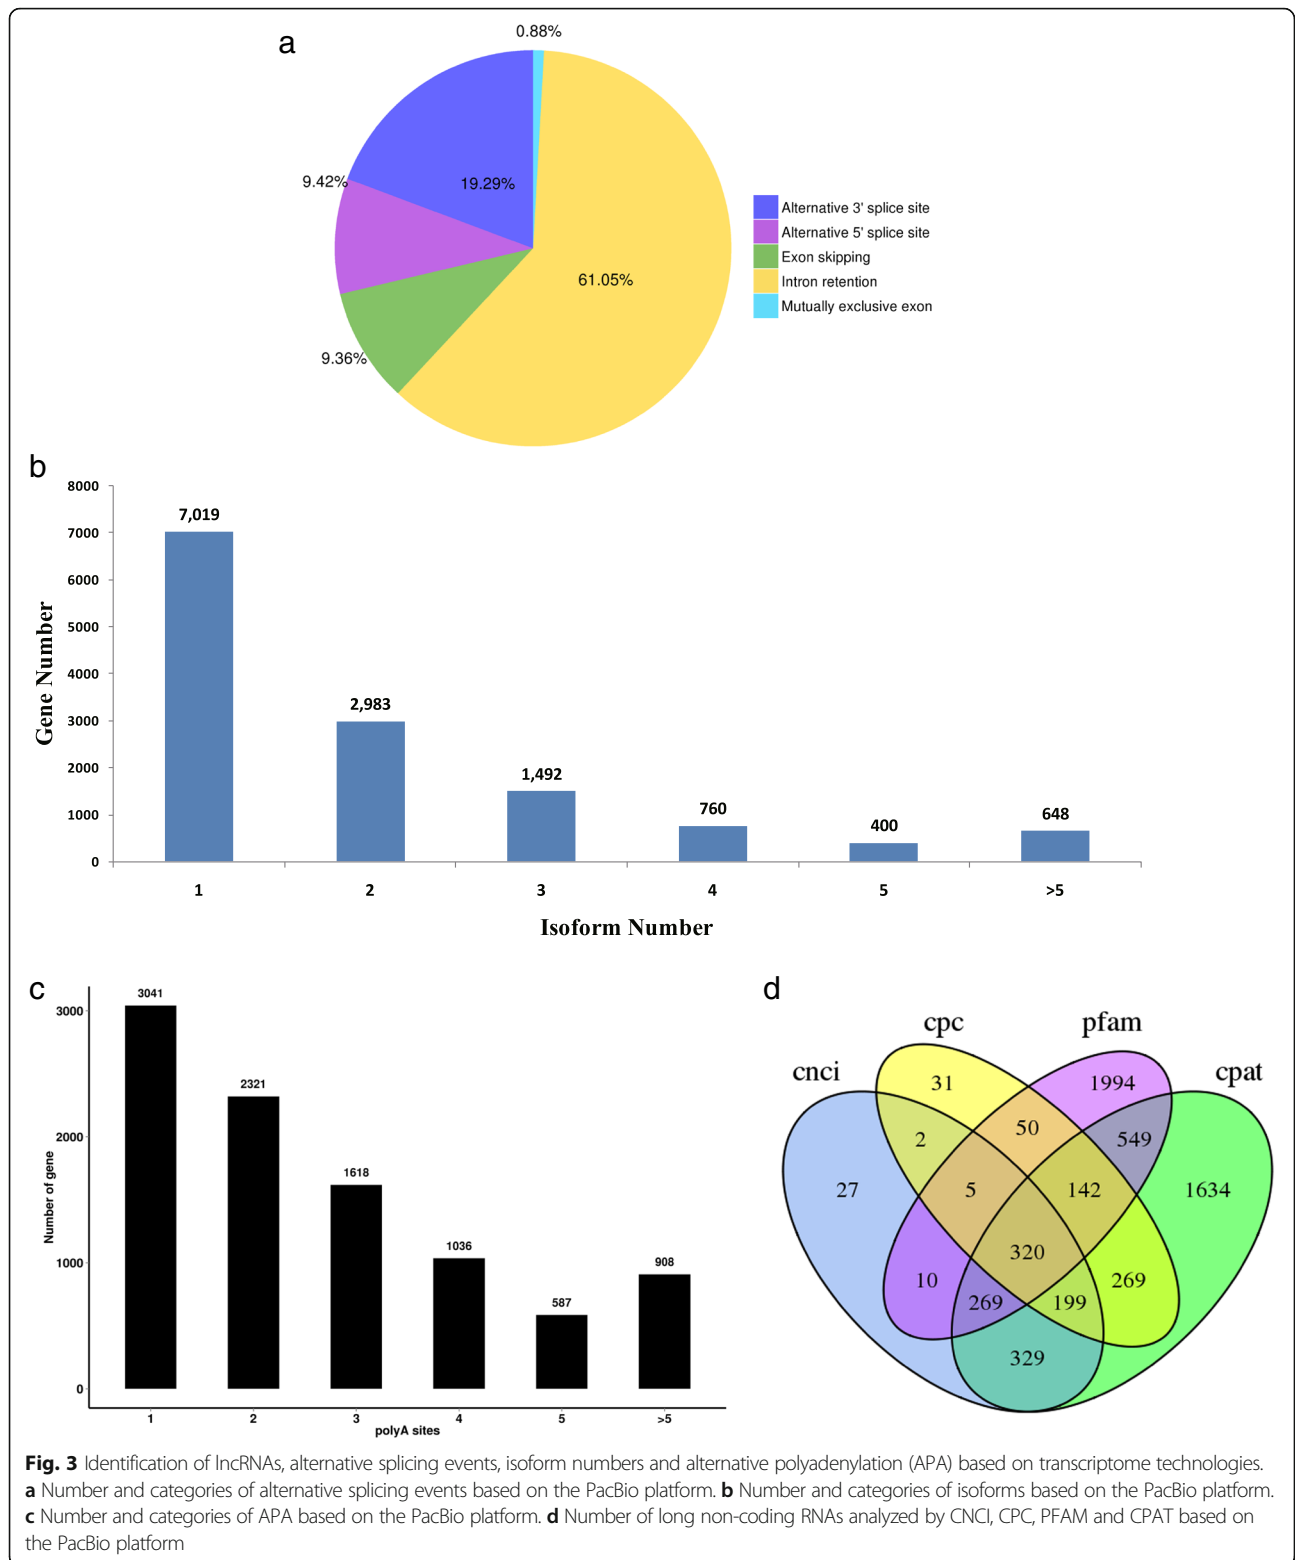 a
0.88%
9.42%
19.29%
61.05%
9.36%
Alternative 3' splice site
Alternative 5' splice site
Exon skipping
Intron retention
Mutually exclusive exon
b
Gene Number
8000
7000
6000
5000
4000
3000
2000
1000
0
7,019
2,983
1,492
760
400
648
1
2
3
4
5
>5
Isoform Number
c
Number of gene
3000
2000
1000
0
3041
2321
1618
1036
587
908
1
2
3
4
5
>5
polyA sites
d
cnci
cpc
pfam
cpat
31
1994
2
50
549
27
5
142
1634
320
10
269
269
199
329
Fig. 3 Identification of lncRNAs, alternative splicing events, isoform numbers and alternative polyadenylation (APA) based on transcriptome technologies.
a Number and categories of alternative splicing events based on the PacBio platform. b Number and categories of isoforms based on the PacBio platform.
c Number and categories of APA based on the PacBio platform. d Number of long non-coding RNAs analyzed by CNCI, CPC, PFAM and CPAT based on
the PacBio platform